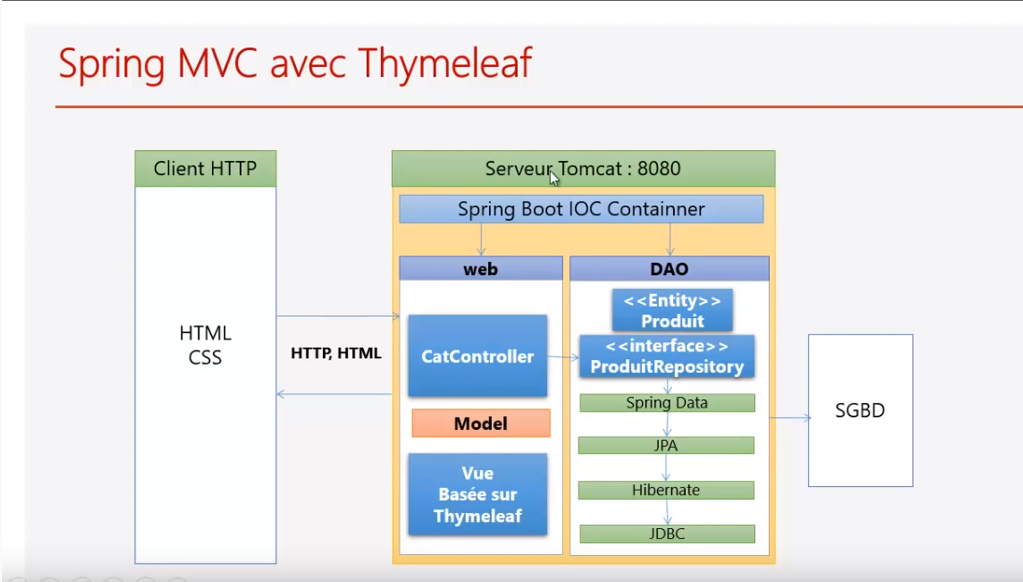 Spring MVC avec Thymeleaf
Client HTTP
HTML
CSS
HTTP, HTML
Serveur Tomcat : 8080
Spring Boot IOC Containner
web
CatController
Model
Vue
Basée sur
Thymeleaf
DAO
<<Entity>>
Produit
<<interface>>
ProduitRepository
Spring Data
JPA
Hibernate
JDBC
SGBD